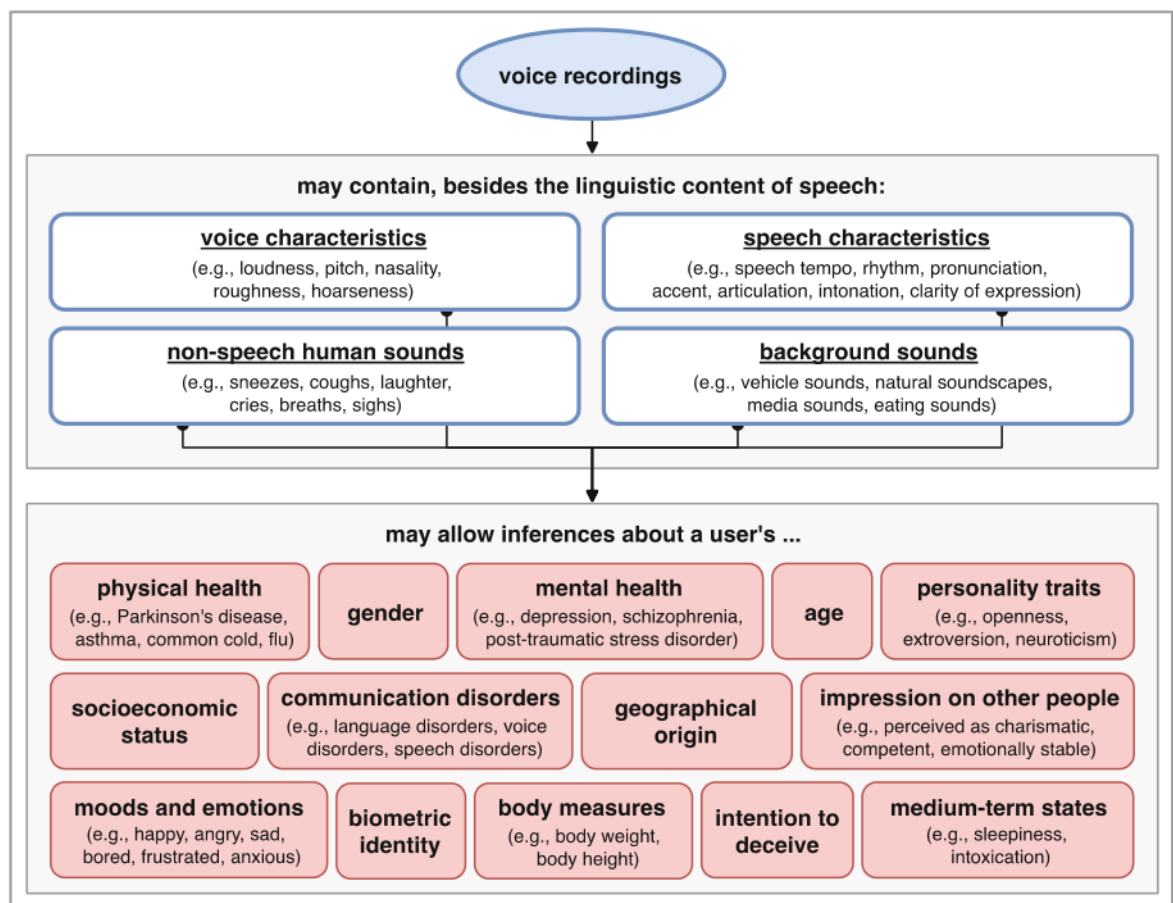 voice recordings
may contain, besides the linguistic content of speech:
voice characteristics
(e.g., loudness, pitch, nasality,
roughness, hoarseness)
speech characteristics
(e.g., speech tempo, rhythm, pronunciation,
accent, articulation, intonation, clarity of expression)
non-speech human sounds
(e.g., sneezes, coughs, laughter,
cries, breaths, sighs)
background sounds
(e.g., vehicle sounds, natural soundscapes,
media sounds, eating sounds)
may allow inferences about a user's ...
physical health
(e.g., Parkinson's disease,
asthma, common cold, flu)
gender
mental health
(e.g., depression, schizophrenia,
post-traumatic stress disorder)
age
personality traits
(e.g., openness,
extroversion, neuroticism)
socioeconomic
status
communication disorders
(e.g., language disorders, voice
disorders, speech disorders)
geographical
origin
impression on other people
(e.g., perceived as charismatic,
competent, emotionally stable)
moods and emotions
(e.g., happy, angry, sad,
bored, frustrated, anxious)
biometric
identity
body measures
(e.g., body weight,
body height)
intention to
deceive
medium-term states
(e.g., sleepiness,
intoxication)